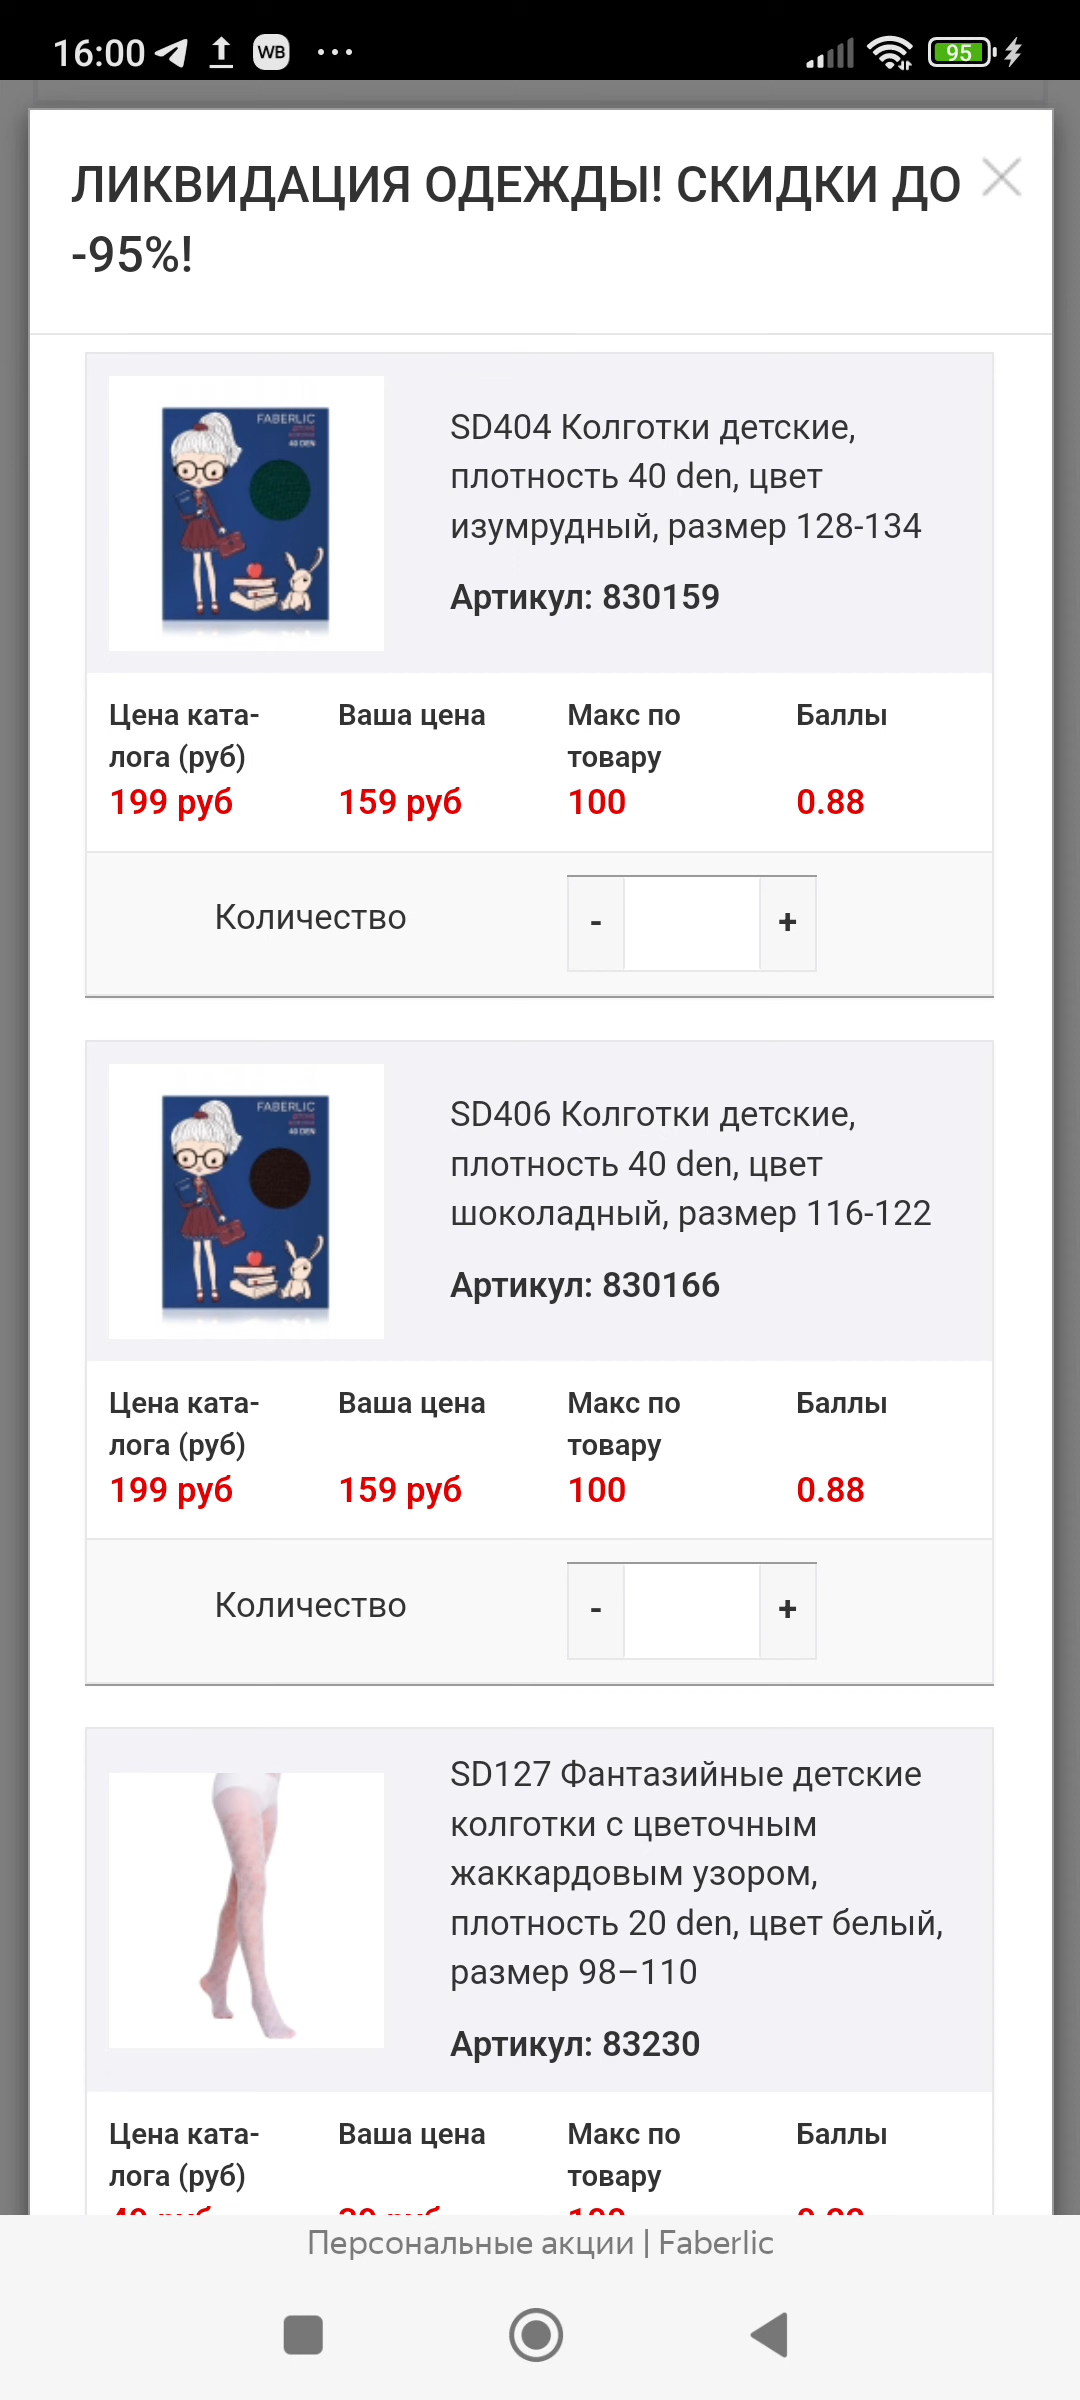 16:00 WB 95
ЛИКВИДАЦИЯ ОДЕЖДЫ! СКИДКИ ДО
-95%!
FABERLIC
40 DEN
SD404 Колготки детские,
плотность 40 den, цвет
изумрудный, размер 128-134
Артикул: 830159
Цена ката- Ваша цена Макс по Баллы
лога (руб) товару
199 руб 159 руб 100 0.88
Количество - +
FABERLIC
40 DEN
SD406 Колготки детские,
плотность 40 den, цвет
шоколадный, размер 116-122
Артикул: 830166
Цена ката- Ваша цена Макс по Баллы
лога (руб) товару
199 руб 159 руб 100 0.88
Количество - +
SD127 Фантазийные детские
колготки с цветочным
жаккардовым узором,
плотность 20 den, цвет белый,
размер 98–110
Артикул: 83230
Цена ката- Ваша цена Макс по Баллы
лога (руб) товару
Персональные акции | Faberlic